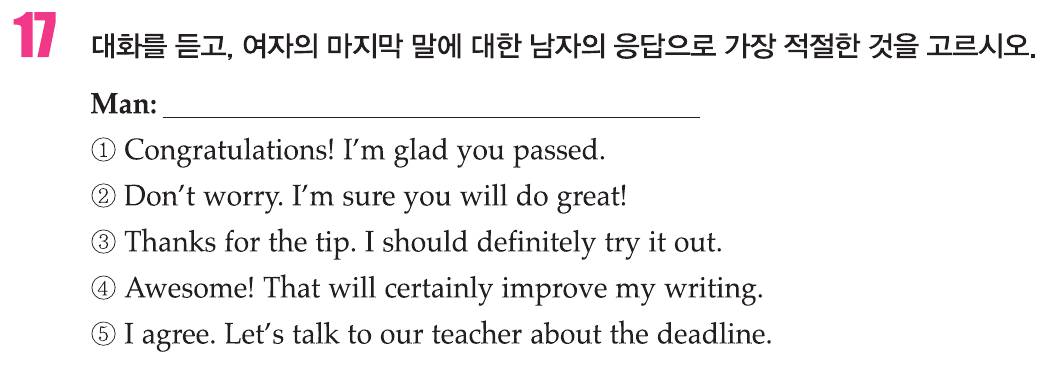 17 대화를 듣고, 여자의 마지막 말에 대한 남자의 응답으로 가장 적절한 것을 고르시오.
Man:
① Congratulations! I’m glad you passed.
② Don’t worry. I’m sure you will do great!
③ Thanks for the tip. I should definitely try it out.
④ Awesome! That will certainly improve my writing.
⑤ I agree. Let’s talk to our teacher about the deadline.